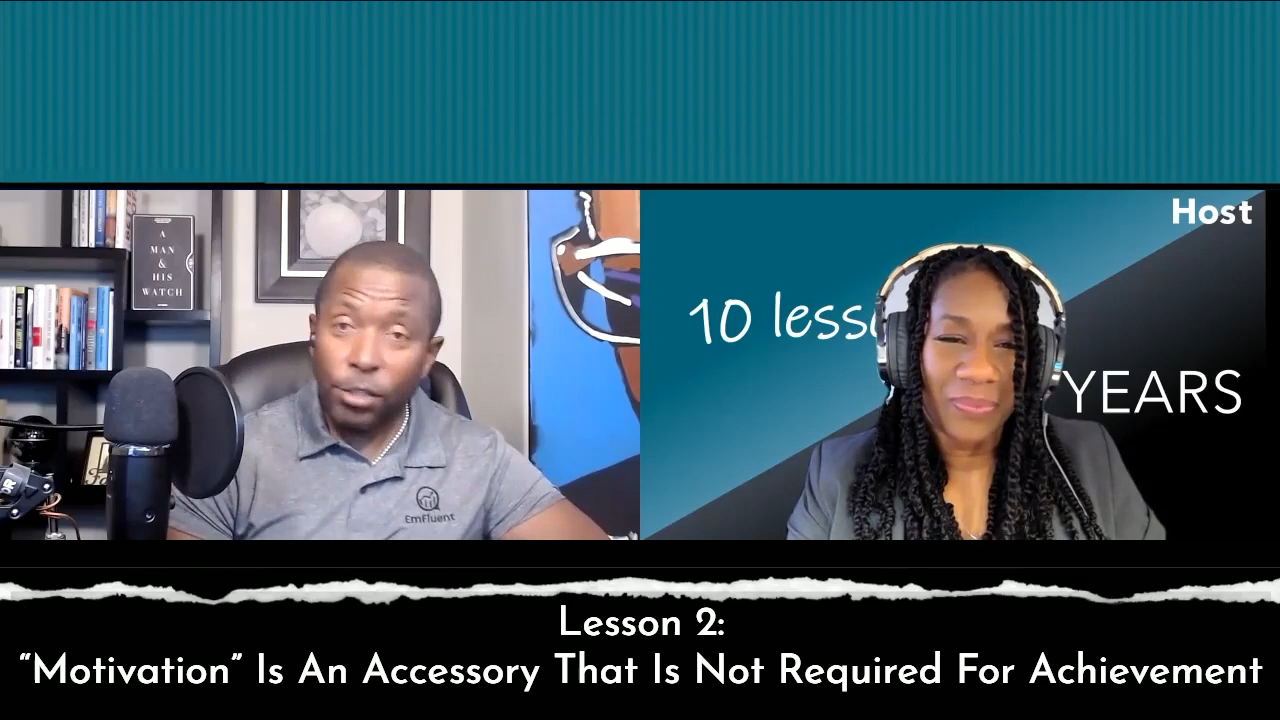 A
MAN
&
HIS
WATCH
EmFluent
Host
10 less
YEARS
Lesson 2:
“Motivation” Is An Accessory That Is Not Required For Achievement